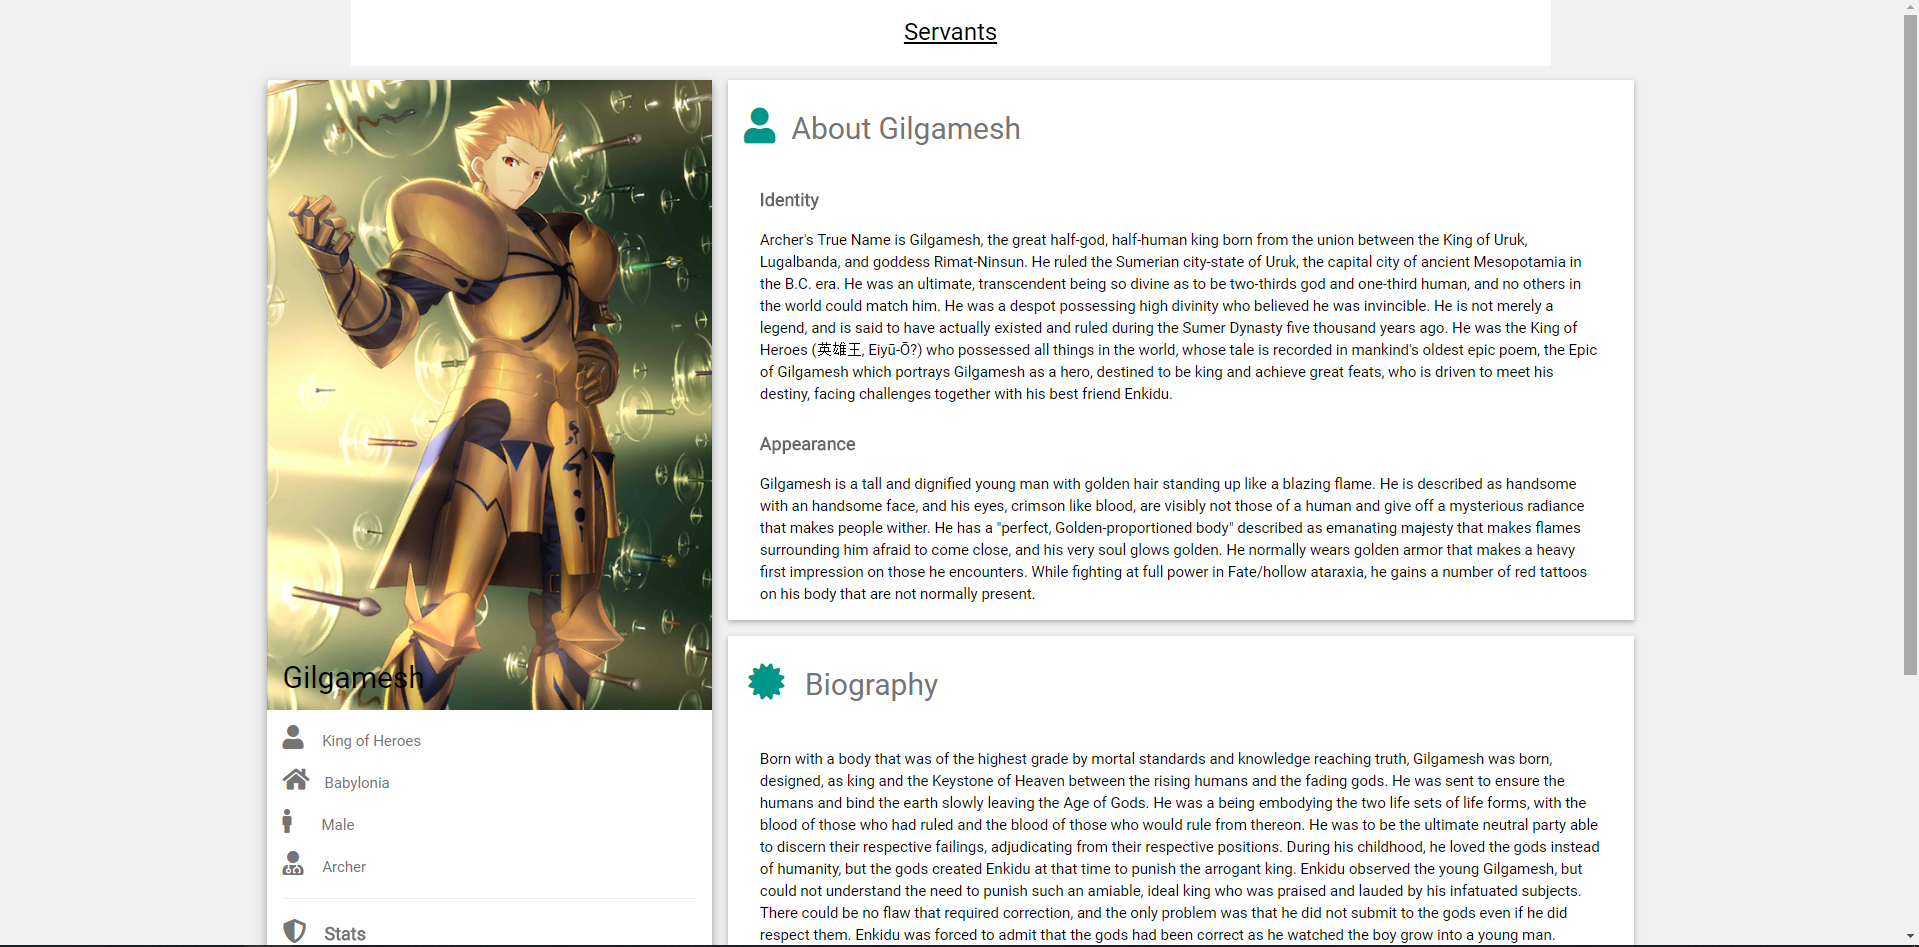 Servants
Gilgamesh
King of Heroes
Babylonia
Male
Archer
Stats
About Gilgamesh
Identity
Archer's True Name is Gilgamesh, the great half-god, half-human king born from the union between the King of Uruk,
Lugalbanda, and goddess Rimat-Ninsun. He ruled the Sumerian city-state of Uruk, the capital city of ancient Mesopotamia in
the B.C. era. He was an ultimate, transcendent being so divine as to be two-thirds god and one-third human, and no others in
the world could match him. He was a despot possessing high divinity who believed he was invincible. He is not merely a
legend, and is said to have actually existed and ruled during the Sumer Dynasty five thousand years ago. He was the King of
Heroes (英雄王, Eiyū-Ō?) who possessed all things in the world, whose tale is recorded in mankind's oldest epic poem, the Epic
of Gilgamesh which portrays Gilgamesh as a hero, destined to be king and achieve great feats, who is driven to meet his
destiny, facing challenges together with his best friend Enkidu.
Appearance
Gilgamesh is a tall and dignified young man with golden hair standing up like a blazing flame. He is described as handsome
with an handsome face, and his eyes, crimson like blood, are visibly not those of a human and give off a mysterious radiance
that makes people wither. He has a "perfect, Golden-proportioned body" described as emanating majesty that makes flames
surrounding him afraid to come close, and his very soul glows golden. He normally wears golden armor that makes a heavy
first impression on those he encounters. While fighting at full power in Fate/hollow ataraxia, he gains a number of red tattoos
on his body that are not normally present.
Biography
Born with a body that was of the highest grade by mortal standards and knowledge reaching truth, Gilgamesh was born,
designed, as king and the Keystone of Heaven between the rising humans and the fading gods. He was sent to ensure the
humans and bind the earth slowly leaving the Age of Gods. He was a being embodying the two life sets of life forms, with the
blood of those who had ruled and the blood of those who would rule from thereon. He was to be the ultimate neutral party able
to discern their respective failings, adjudicating from their respective positions. During his childhood, he loved the gods instead
of humanity, but the gods created Enkidu at that time to punish the arrogant king. Enkidu observed the young Gilgamesh, but
could not understand the need to punish such an amiable, ideal king who was praised and lauded by his infatuated subjects.
There could be no flaw that required correction, and the only problem was that he did not submit to the gods even if he did
respect them. Enkidu was forced to admit that the gods had been correct as he watched the boy grow into a young man.